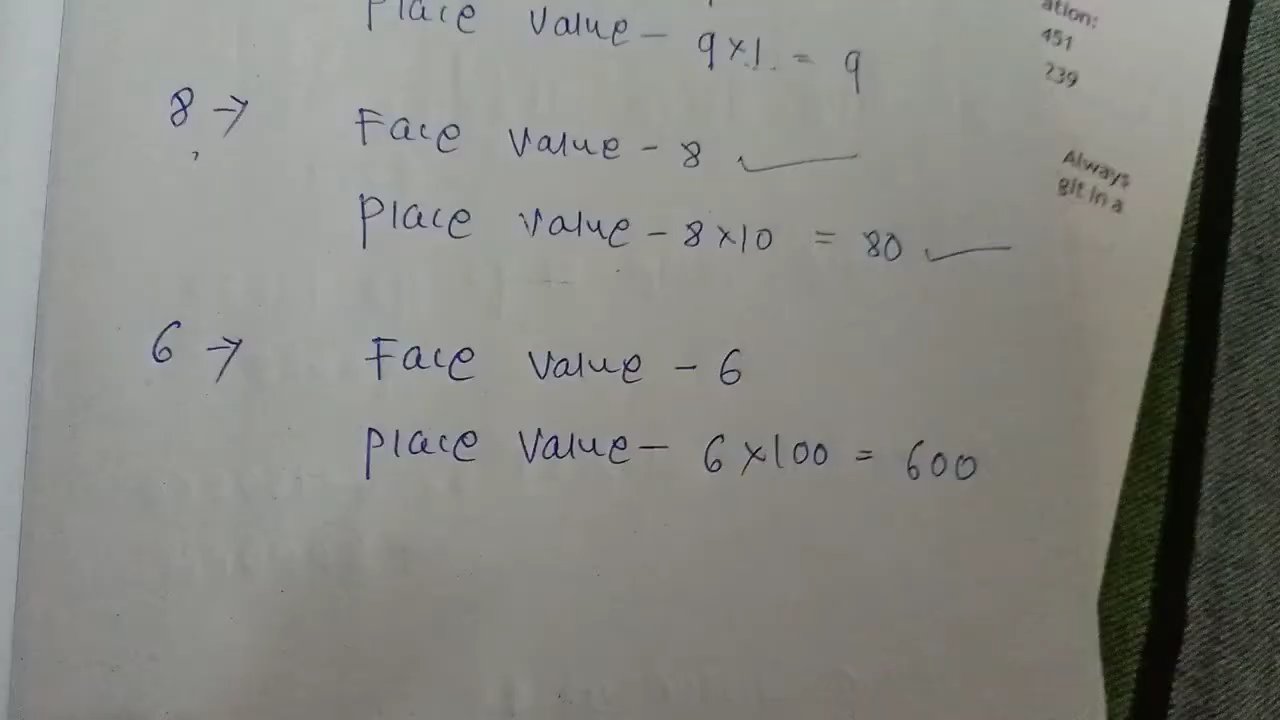 Place Value - 9×1 = 9
8 → Face Value - 8
Place Value - 8×10 = 80
6 → Face Value - 6
Place Value - 6×100 = 600
ation:
451
239
Always
git in a